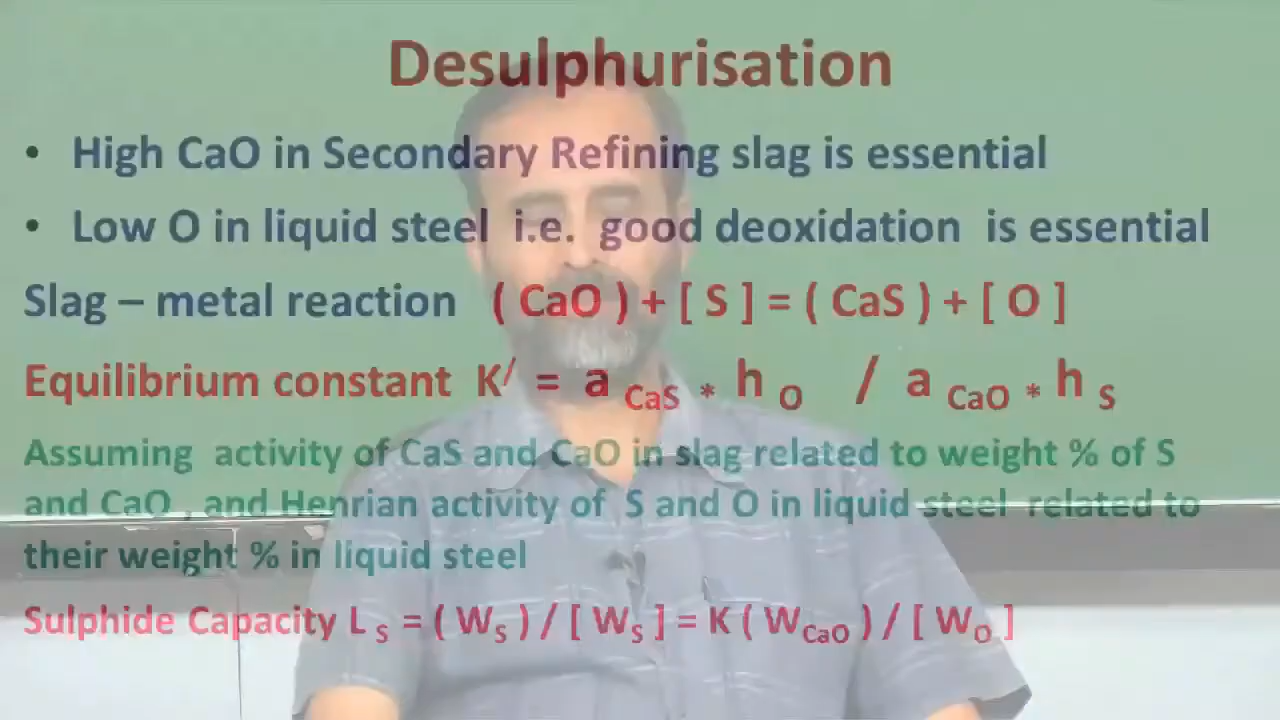 Desulphurisation
• High CaO in Secondary Refining slag is essential
• Low O in liquid steel i.e. good deoxidation is essential
Slag – metal reaction ( CaO ) + [ S ] = ( CaS ) + [ O ]
Equilibrium constant K/ = a CaS * h O / a CaO * h S
Assuming activity of CaS and CaO in slag related to weight % of S
and CaO , and Henrian activity of S and O in liquid steel related to
their weight % in liquid steel
Sulphide Capacity L S = ( WS ) / [ WS ] = K ( WCaO ) / [ WO ]